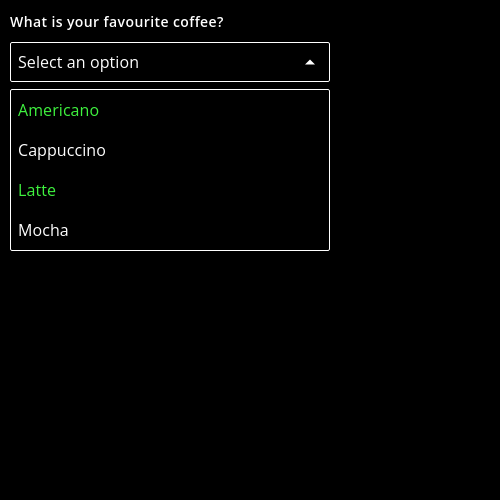 What is your favourite coffee?
Select an option
Americano
Cappuccino
Latte
Mocha